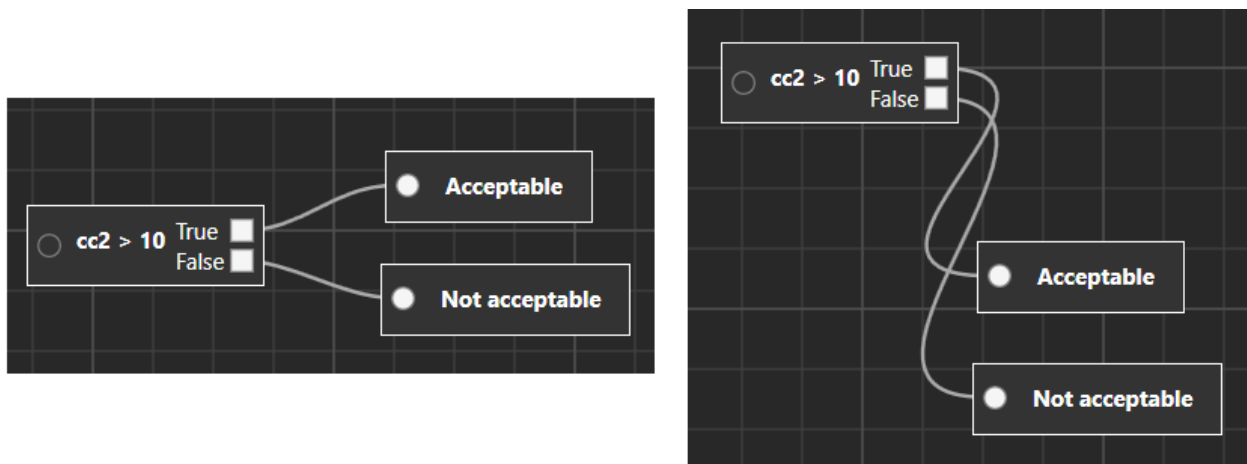 cc2 > 10 True
False
Acceptable
Not acceptable
cc2 > 10 True
False
Acceptable
Not acceptable